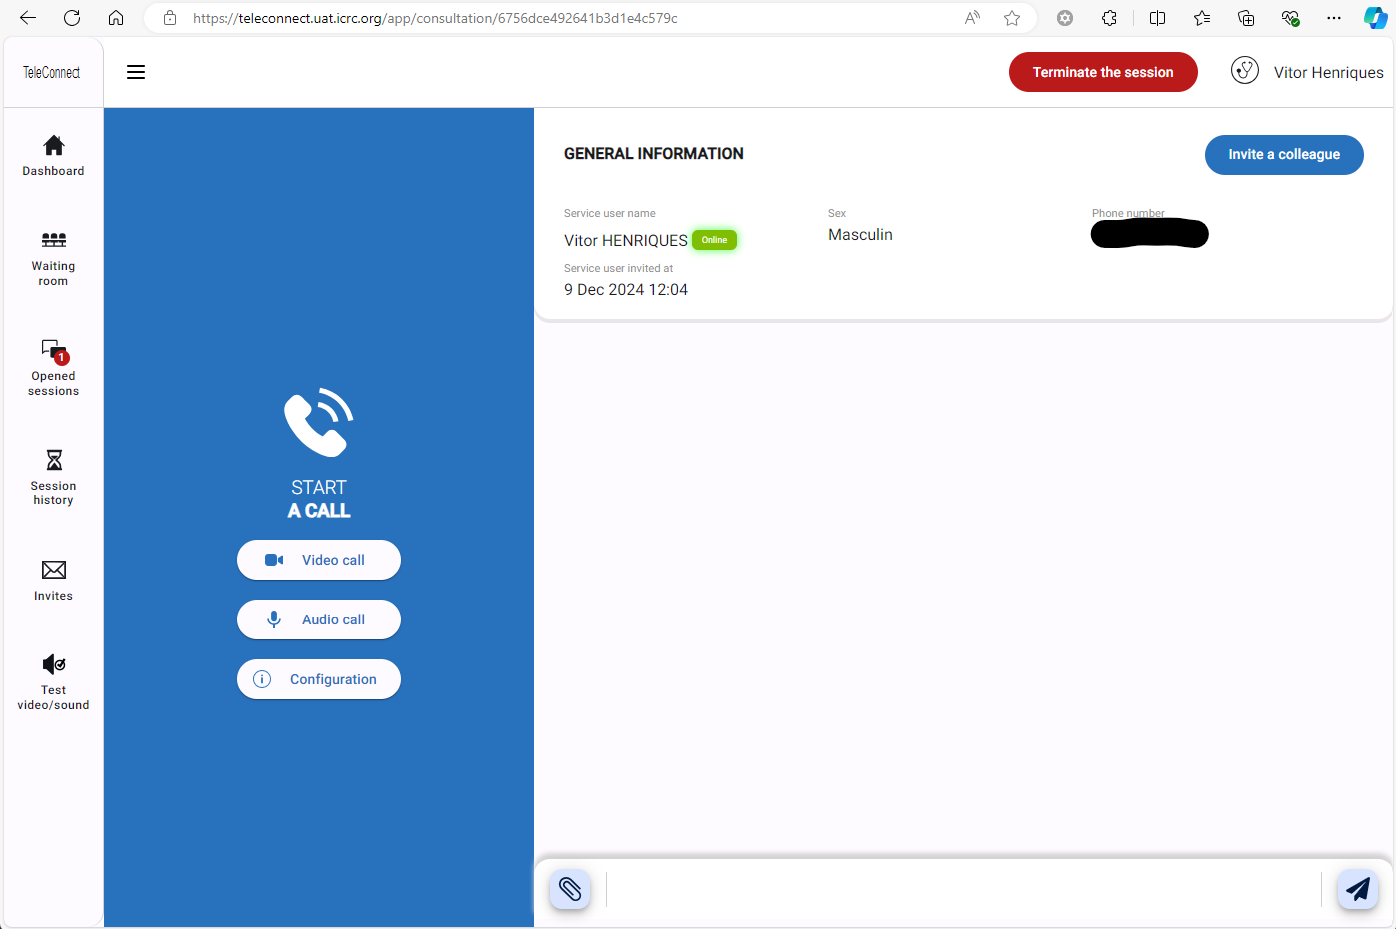 https://teleconnect.uat.icrc.org/app/consultation/6756dce492641b3d1e4c579c
TeleConnect
Terminate the session
Vitor Henriques
Dashboard
Waiting
room
1
Opened
sessions
Session
history
Invites
Test
video/sound
START
A CALL
Video call
Audio call
Configuration
GENERAL INFORMATION
Invite a colleague
Service user name
Vitor HENRIQUES Online
Sex
Masculin
Phone number
Service user invited at
9 Dec 2024 12:04